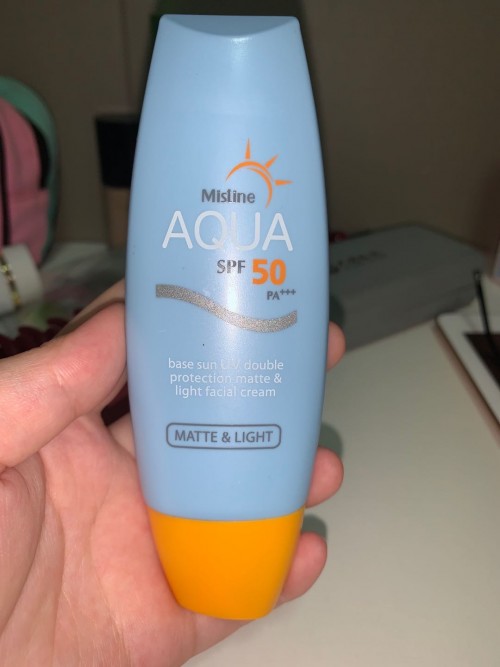 Mistine
AQUA
SPF 50
PA+++
base sun UV double
protection matte &
light facial cream
MATTE & LIGHT